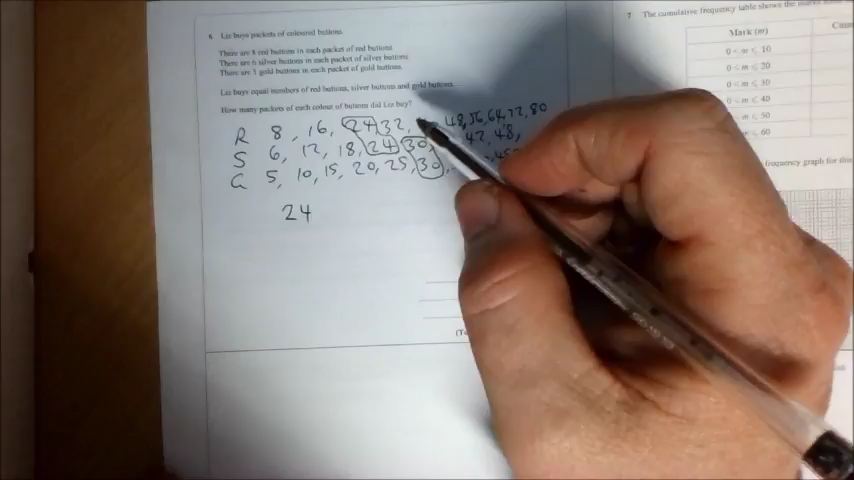 6 Liz buys packets of coloured buttons.
There are 8 red buttons in each packet of red buttons.
There are 6 silver buttons in each packet of silver buttons.
There are 5 gold buttons in each packet of gold buttons.
Liz buys equal numbers of red buttons, silver buttons and gold buttons.
How many packets of each colour of buttons did Liz buy?
R 8, 16, 24 32, 48, 56, 64, 72, 80
S 6, 12, 18, 24 30, 42, 48,
G 5, 10, 15, 20, 25, 30,
24
7 The cumulative frequency table shows the marks
Mark (m)
0 < m ≤ 10
0 < m ≤ 20
0 < m ≤ 30
0 < m ≤ 40
0 < m ≤ 50
≤ 60
frequency graph for